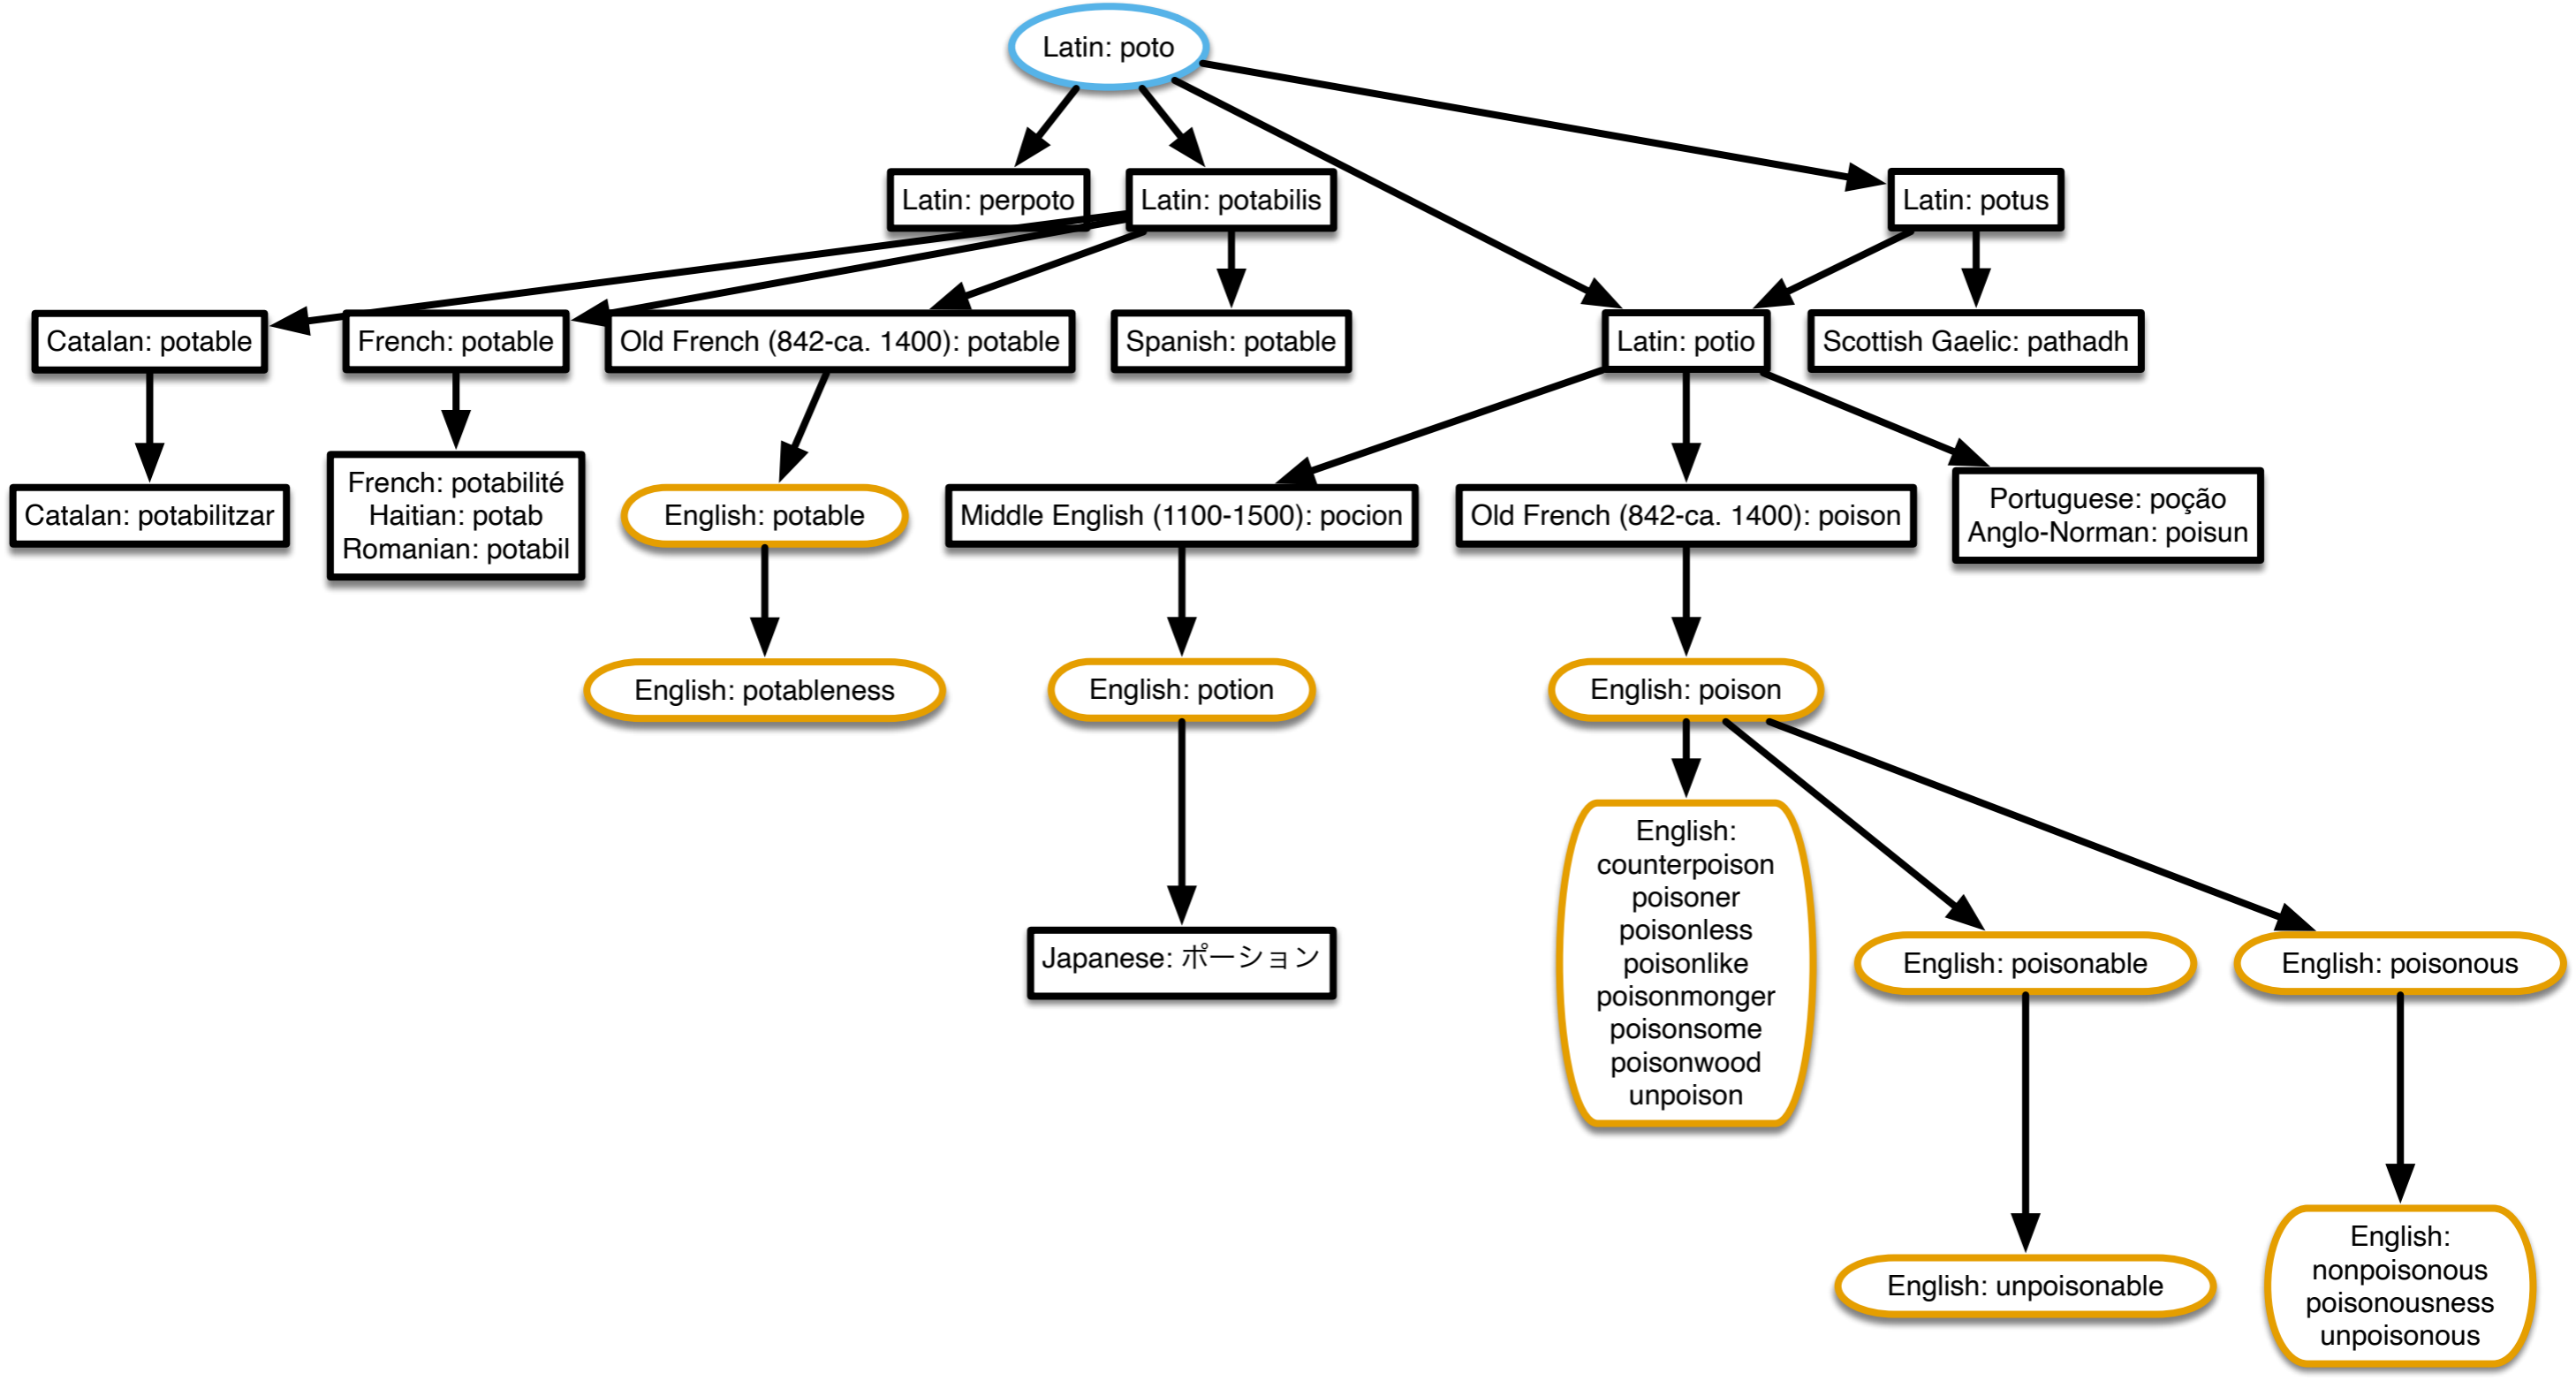 Latin: poto
Latin: perpoto
Latin: potabilis
Latin: potus
Catalan: potable
French: potable
Old French (842-ca. 1400): potable
Spanish: potable
Latin: potio
Scottish Gaelic: pathadh
Catalan: potabilitzar
French: potabilité
Haitian: potab
Romanian: potabil
English: potable
Middle English (1100-1500): pocion
Old French (842-ca. 1400): poison
Portuguese: poção
Anglo-Norman: poisun
English: potableness
English: potion
English: poison
Japanese: ポーション
English:
counterpoison
poisoner
poisonless
poisonlike
poisonmonger
poisonsome
poisonwood
unpoison
English: poisonable
English: poisonous
English: unpoisonable
English:
nonpoisonous
poisonousness
unpoisonous